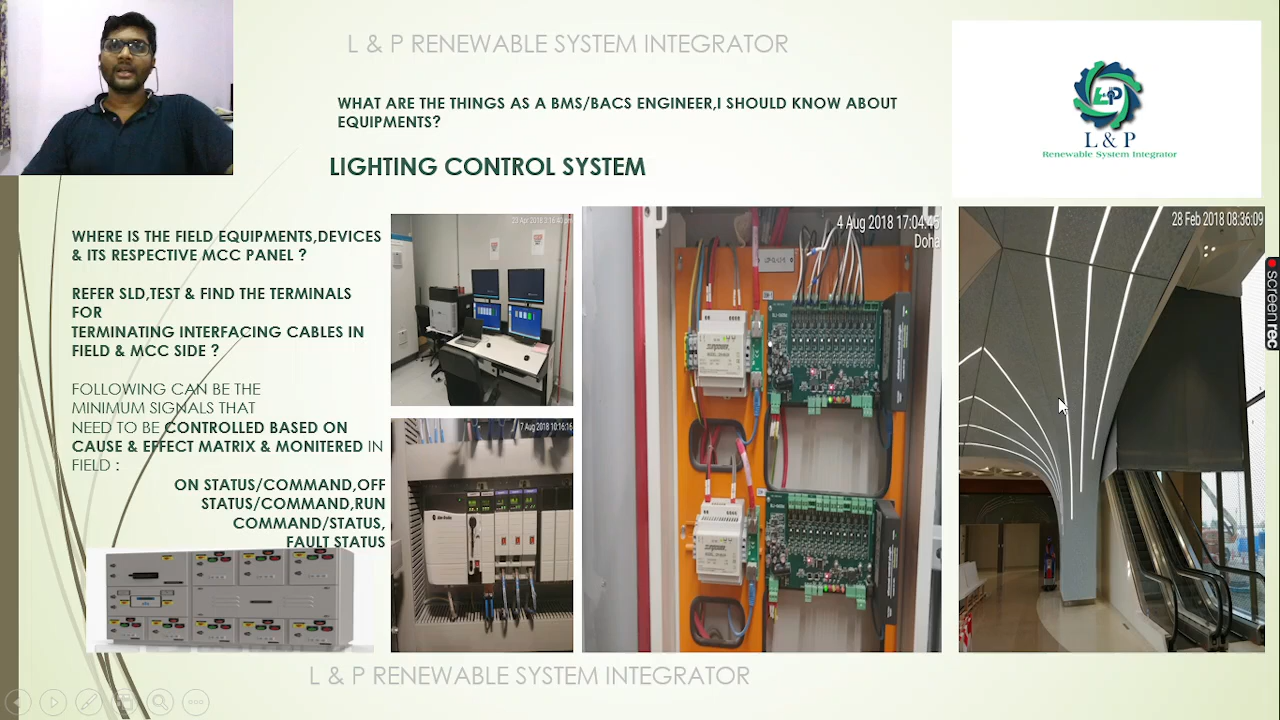 L & P RENEWABLE SYSTEM INTEGRATOR
WHAT ARE THE THINGS AS A BMS/BACS ENGINEER,I SHOULD KNOW ABOUT
EQUIPMENTS?
LIGHTING CONTROL SYSTEM
L & P
Renewable System Integrator
WHERE IS THE FIELD EQUIPMENTS,DEVICES
& ITS RESPECTIVE MCC PANEL ?
REFER SLD,TEST & FIND THE TERMINALS
FOR
TERMINATING INTERFACING CABLES IN
FIELD & MCC SIDE ?
FOLLOWING CAN BE THE
MINIMUM SIGNALS THAT
NEED TO BE CONTROLLED BASED ON
CAUSE & EFFECT MATRIX & MONITERED IN
FIELD :
ON STATUS/COMMAND,OFF
STATUS/COMMAND,RUN
COMMAND/STATUS,
FAULT STATUS
4 Aug 2018 17:04:45
Doha
28 Feb 2018 08:36:09
7 Aug 2018 10:16:16
screenrec
L & P RENEWABLE SYSTEM INTEGRATOR